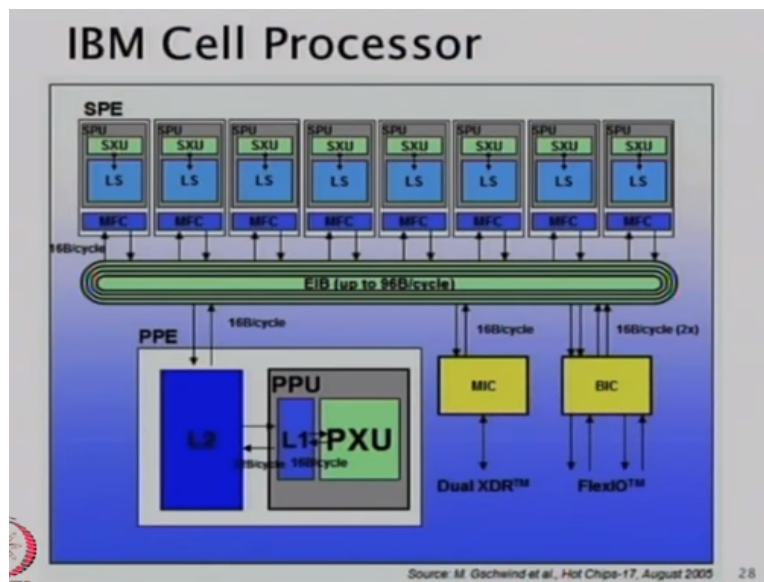 IBM Cell Processor
SPE
SPU SPU SPU SPU SPU SPU SPU SPU
SXU SXU SXU SXU SXU SXU SXU SXU
LS LS LS LS LS LS LS LS
MFC MFC MFC MFC MFC MFC MFC MFC
16B/cycle
EIB (up to 96B/cycle)
16B/cycle 16B/cycle 16B/cycle (2x)
PPE
PPU
MIC BIC
L2 L1 PXU
16B/cycle
Dual XDR™ FlexIO™
Source: M. Gschwind et al., Hot Chips-17, August 2005 28